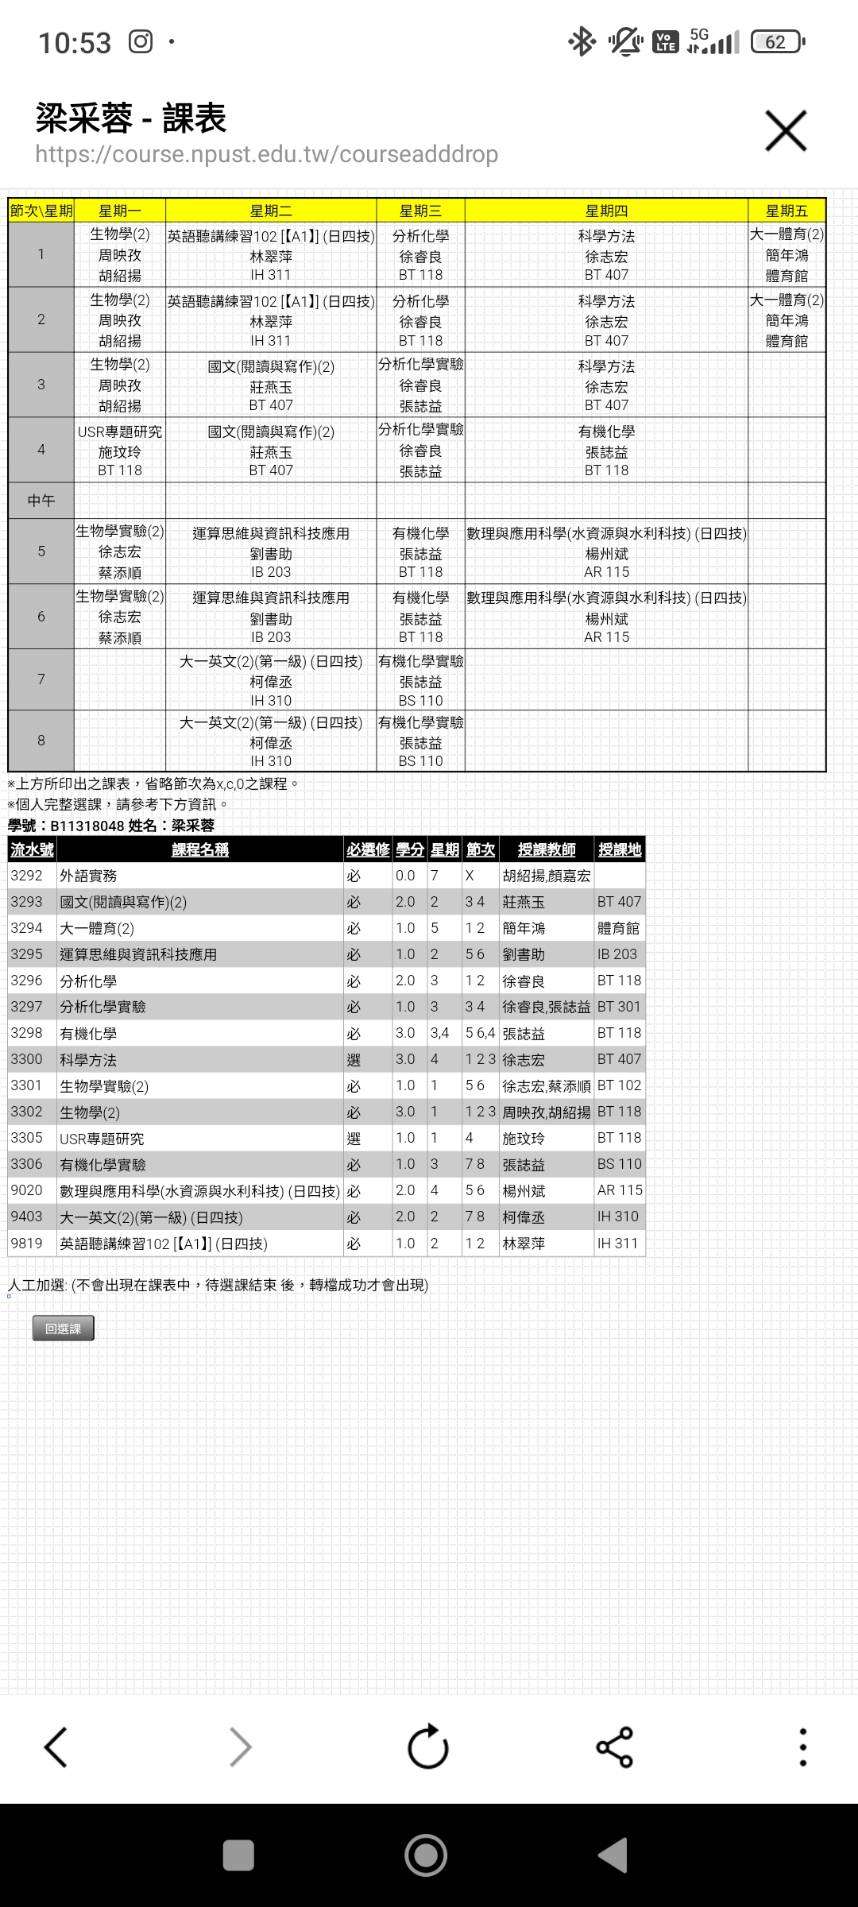 10:53
Vo LTE 5G 62
梁采蓉 - 課表
https://course.npust.edu.tw/courseadddrop
節次\星期 星期一 星期二 星期三 星期四 星期五
1 生物學(2) 周映孜 胡紹揚 英語聽講練習102 [【A1】] (日四技) 林翠萍 IH 311 分析化學 徐睿良 BT 118 科學方法 徐志宏 BT 407 大一體育(2) 簡年鴻 體育館
2 生物學(2) 周映孜 胡紹揚 英語聽講練習102 [【A1】] (日四技) 林翠萍 IH 311 分析化學 徐睿良 BT 118 科學方法 徐志宏 BT 407 大一體育(2) 簡年鴻 體育館
3 生物學(2) 周映孜 胡紹揚 國文(閱讀與寫作)(2) 莊燕玉 BT 407 分析化學實驗 徐睿良 張誌益 科學方法 徐志宏 BT 407
4 USR專題研究 施玟玲 BT 118 國文(閱讀與寫作)(2) 莊燕玉 BT 407 分析化學實驗 徐睿良 張誌益 有機化學 張誌益 BT 118
中午
5 生物學實驗(2) 徐志宏 蔡添順 運算思維與資訊科技應用 劉書助 IB 203 有機化學 張誌益 BT 118 數理與應用科學(水資源與水利科技) (日四技) 楊州斌 AR 115
6 生物學實驗(2) 徐志宏 蔡添順 運算思維與資訊科技應用 劉書助 IB 203 有機化學 張誌益 BT 118 數理與應用科學(水資源與水利科技) (日四技) 楊州斌 AR 115
7 大一英文(2)(第一級) (日四技) 柯偉丞 IH 310 有機化學實驗 張誌益 BS 110
8 大一英文(2)(第一級) (日四技) 柯偉丞 IH 310 有機化學實驗 張誌益 BS 110
※上方所印出之課表，省略節次為x,c,0之課程。
※個人完整選課，請參考下方資訊。
學號：B11318048 姓名：梁采蓉
流水號 課程名稱 必選修 學分 星期 節次 授課教師 授課地
3292 外語實務 必 0.0 7 X 胡紹揚,顏嘉宏
3293 國文(閱讀與寫作)(2) 必 2.0 2 3 4 莊燕玉 BT 407
3294 大一體育(2) 必 1.0 5 1 2 簡年鴻 體育館
3295 運算思維與資訊科技應用 必 1.0 2 5 6 劉書助 IB 203
3296 分析化學 必 2.0 3 1 2 徐睿良 BT 118
3297 分析化學實驗 必 1.0 3 3 4 徐睿良,張誌益 BT 301
3298 有機化學 必 3.0 3,4 5 6,4 張誌益 BT 118
3300 科學方法 選 3.0 4 1 2 3 徐志宏 BT 407
3301 生物學實驗(2) 必 1.0 1 5 6 徐志宏,蔡添順 BT 102
3302 生物學(2) 必 3.0 1 1 2 3 周映孜,胡紹揚 BT 118
3305 USR專題研究 選 1.0 1 4 施玟玲 BT 118
3306 有機化學實驗 必 1.0 3 7 8 張誌益 BS 110
9020 數理與應用科學(水資源與水利科技) (日四技) 必 2.0 4 5 6 楊州斌 AR 115
9403 大一英文(2)(第一級) (日四技) 必 2.0 2 7 8 柯偉丞 IH 310
9819 英語聽講練習102 [【A1】] (日四技) 必 1.0 2 1 2 林翠萍 IH 311
人工加選: (不會出現在課表中，待選課結束 後，轉檔成功才會出現)
回選課